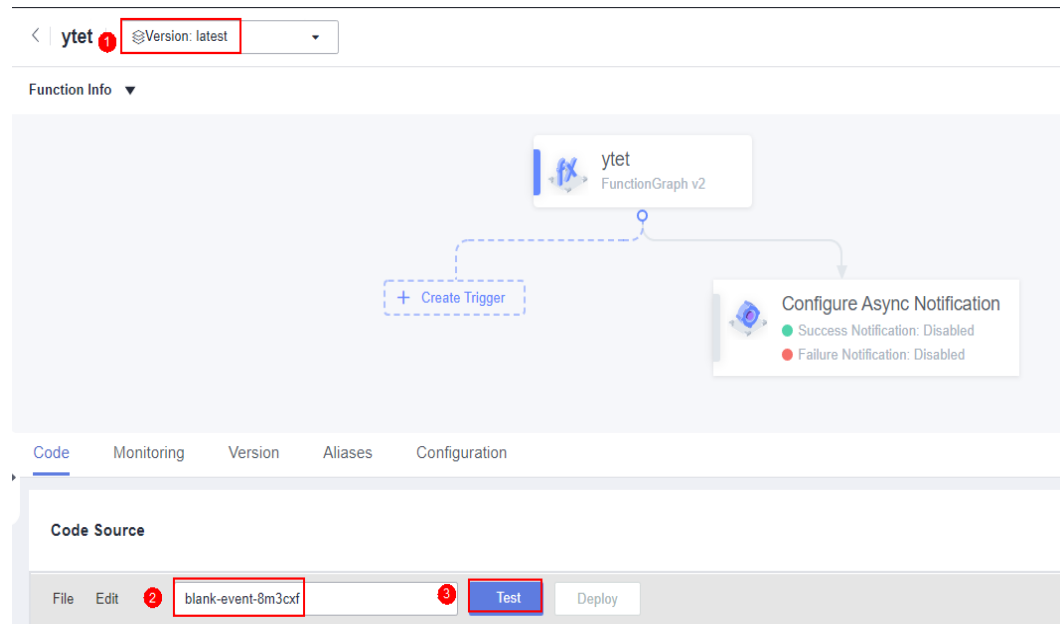 ytet 1 Version: latest
Function Info
ytet
FunctionGraph v2
+ Create Trigger
Configure Async Notification
Success Notification: Disabled
Failure Notification: Disabled
Code Monitoring Version Aliases Configuration
Code Source
File Edit 2 blank-event-8m3cxf 3 Test Deploy